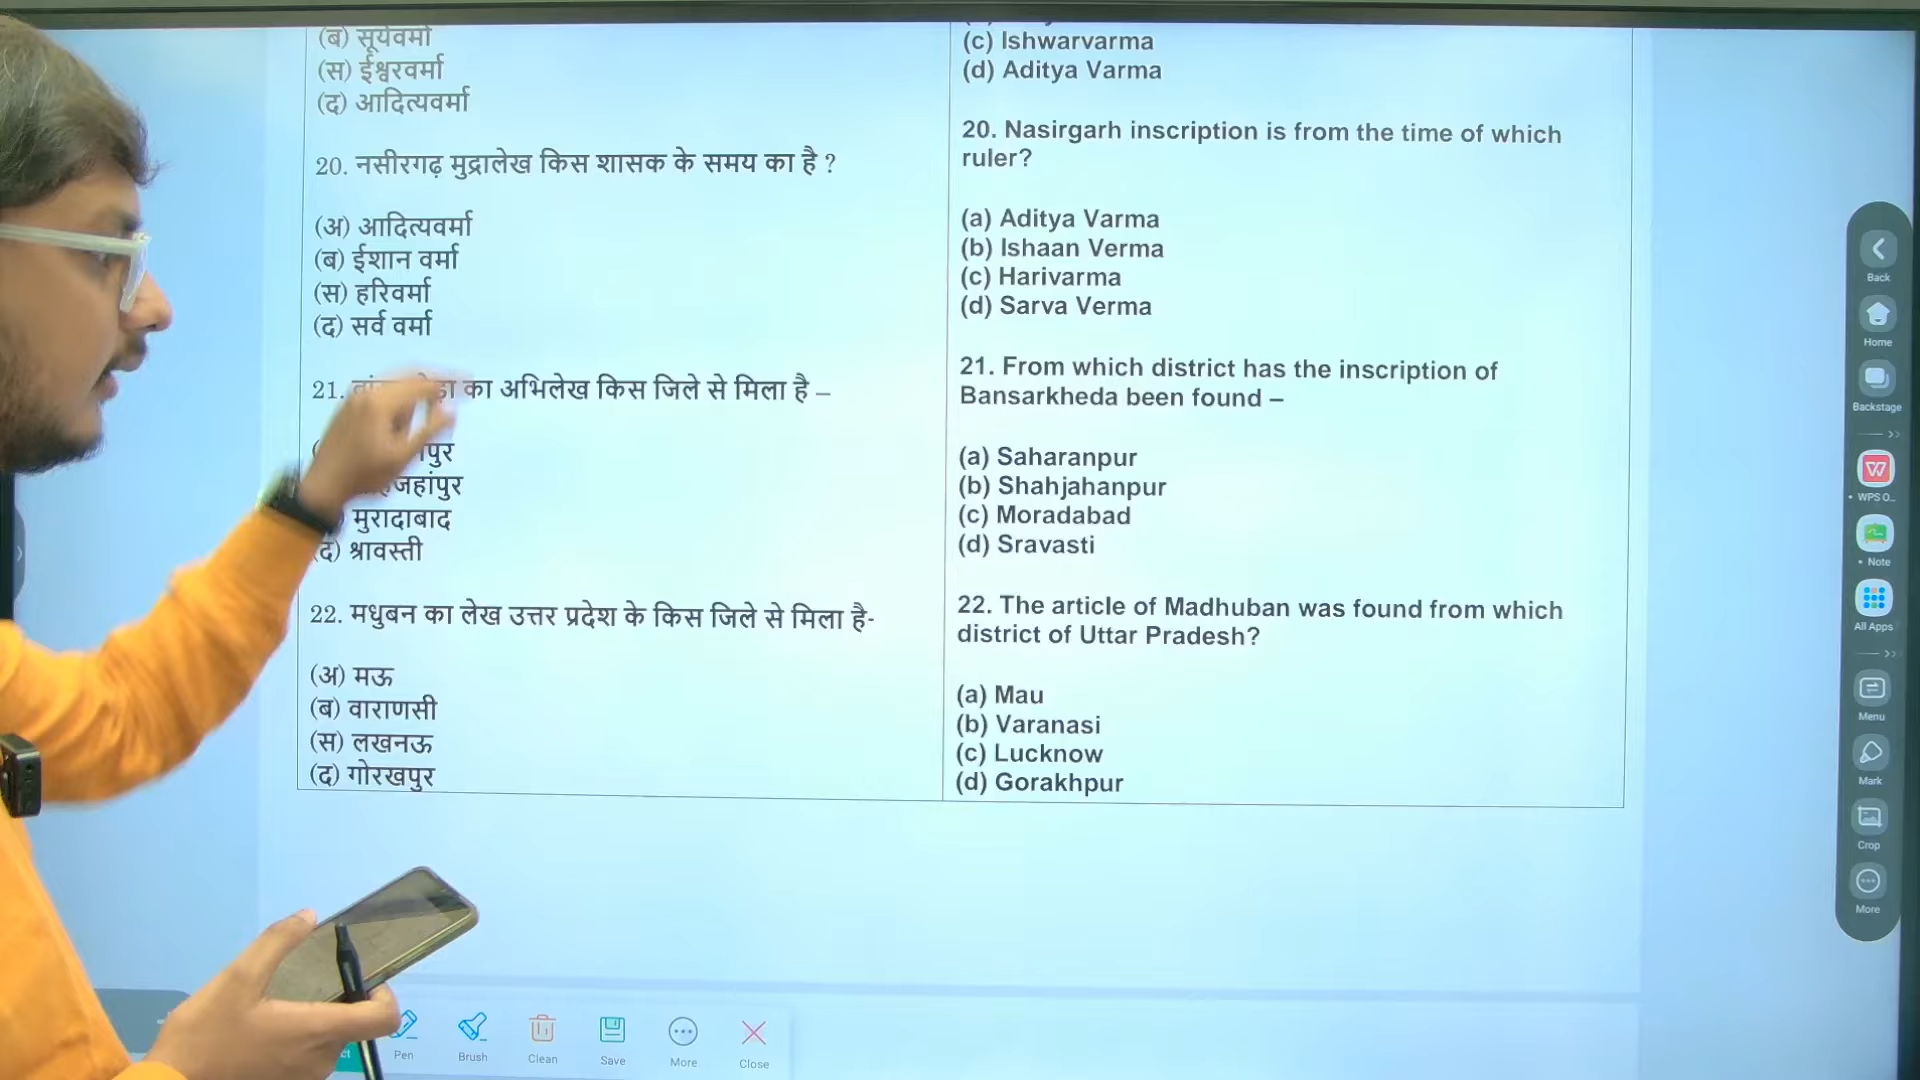 (ब) सूर्यवर्मा
(स) ईश्वरवर्मा
(द) आदित्यवर्मा
20. नसीरगढ़ मुद्रालेख किस शासक के समय का है ?
(अ) आदित्यवर्मा
(ब) ईशान वर्मा
(स) हरिवर्मा
(द) सर्व वर्मा
21. का अभिलेख किस जिले से मिला है –
मुरादाबाद
द) श्रावस्ती
22. मधुबन का लेख उत्तर प्रदेश के किस जिले से मिला है-
(अ) मऊ
(ब) वाराणसी
(स) लखनऊ
(द) गोरखपुर
(c) Ishwarvarma
(d) Aditya Varma
20. Nasirgarh inscription is from the time of which
ruler?
(a) Aditya Varma
(b) Ishaan Verma
(c) Harivarma
(d) Sarva Verma
21. From which district has the inscription of
Bansarkheda been found –
(a) Saharanpur
(b) Shahjahanpur
(c) Moradabad
(d) Sravasti
22. The article of Madhuban was found from which
district of Uttar Pradesh?
(a) Mau
(b) Varanasi
(c) Lucknow
(d) Gorakhpur
Back
Home
Backstage
WPS O...
Note
All Apps
Menu
Mark
Crop
More
Pen
Brush
Clean
Save
More
Close